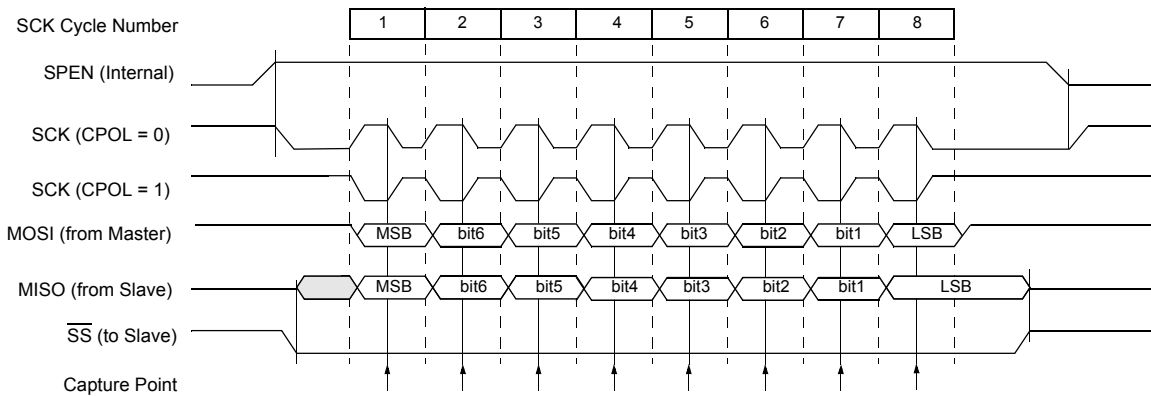 SCK Cycle Number 1 2 3 4 5 6 7 8
SPEN (Internal)
SCK (CPOL = 0)
SCK (CPOL = 1)
MOSI (from Master) MSB bit6 bit5 bit4 bit3 bit2 bit1 LSB
MISO (from Slave) MSB bit6 bit5 bit4 bit3 bit2 bit1 LSB
SS (to Slave)
Capture Point